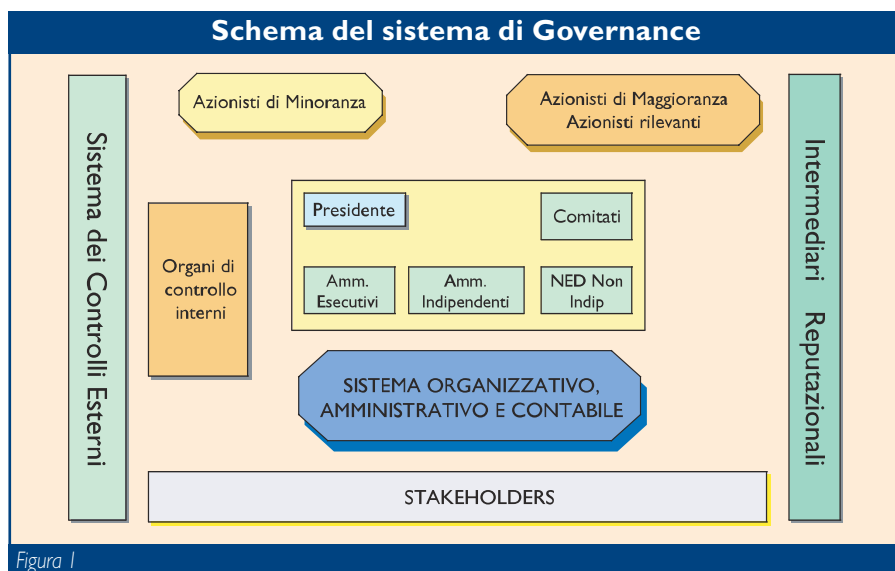 Schema del sistema di Governance
Sistema dei Controlli Esterni
Azionisti di Minoranza
Azionisti di Maggioranza
Azionisti rilevanti
Intermediari Reputazionali
Organi di
controllo
interni
Presidente
Comitati
Amm.
Esecutivi
Amm.
Indipendenti
NED Non
Indip
SISTEMA ORGANIZZATIVO,
AMMINISTRATIVO E CONTABILE
STAKEHOLDERS
Figura 1